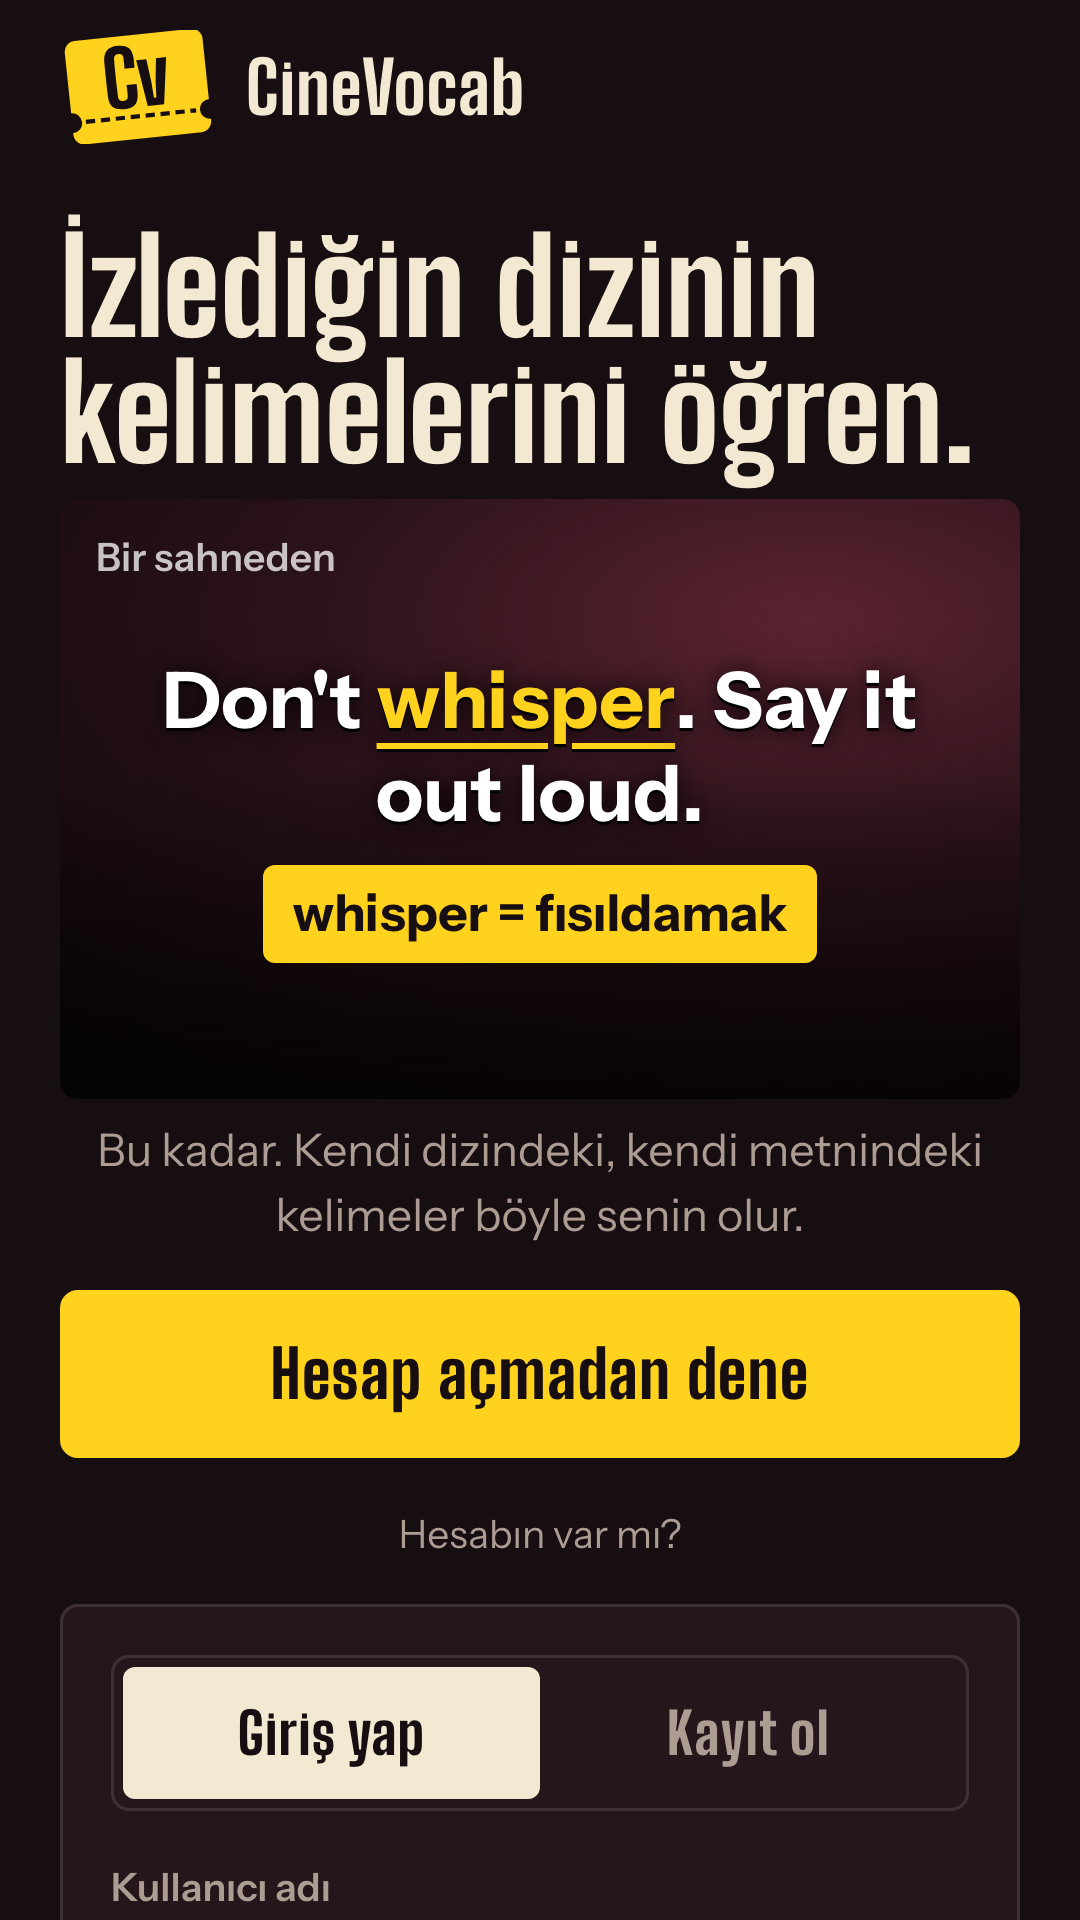 Cv CineVocab
İzlediğin dizinin
kelimelerini öğren.
Bir sahneden
Don't whisper. Say it
out loud.
whisper = fısıldamak
Bu kadar. Kendi dizindeki, kendi metnindeki
kelimeler böyle senin olur.
Hesap açmadan dene
Hesabın var mı?
Giriş yap Kayıt ol
Kullanıcı adı